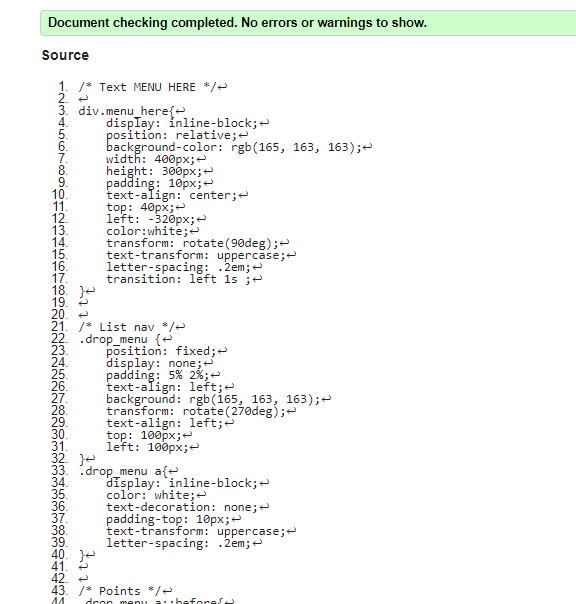 Document checking completed. No errors or warnings to show.
Source
1. /* Text MENU HERE */↩
2. ↩
3. div.menu_here{↩
4. display: inline-block;↩
5. position: relative;↩
6. background-color: rgb(165, 163, 163);↩
7. width: 400px;↩
8. height: 300px;↩
9. padding: 10px;↩
10. text-align: center;↩
11. top: 40px;↩
12. left: -320px;↩
13. color:white;↩
14. transform: rotate(90deg);↩
15. text-transform: uppercase;↩
16. letter-spacing: .2em;↩
17. transition: left 1s ;↩
18. }↩
19. ↩
20. ↩
21. /* List nav */↩
22. .drop_menu {↩
23. position: fixed;↩
24. display: none;↩
25. padding: 5% 2%;↩
26. text-align: left;↩
27. background: rgb(165, 163, 163);↩
28. transform: rotate(270deg);↩
29. text-align: left;↩
30. top: 100px;↩
31. left: 100px;↩
32. }↩
33. .drop_menu a{↩
34. display: inline-block;↩
35. color: white;↩
36. text-decoration: none;↩
37. padding-top: 10px;↩
38. text-transform: uppercase;↩
39. letter-spacing: .2em;↩
40. }↩
41. ↩
42. ↩
43. /* Points */↩
44. .drop_menu a::before{↩